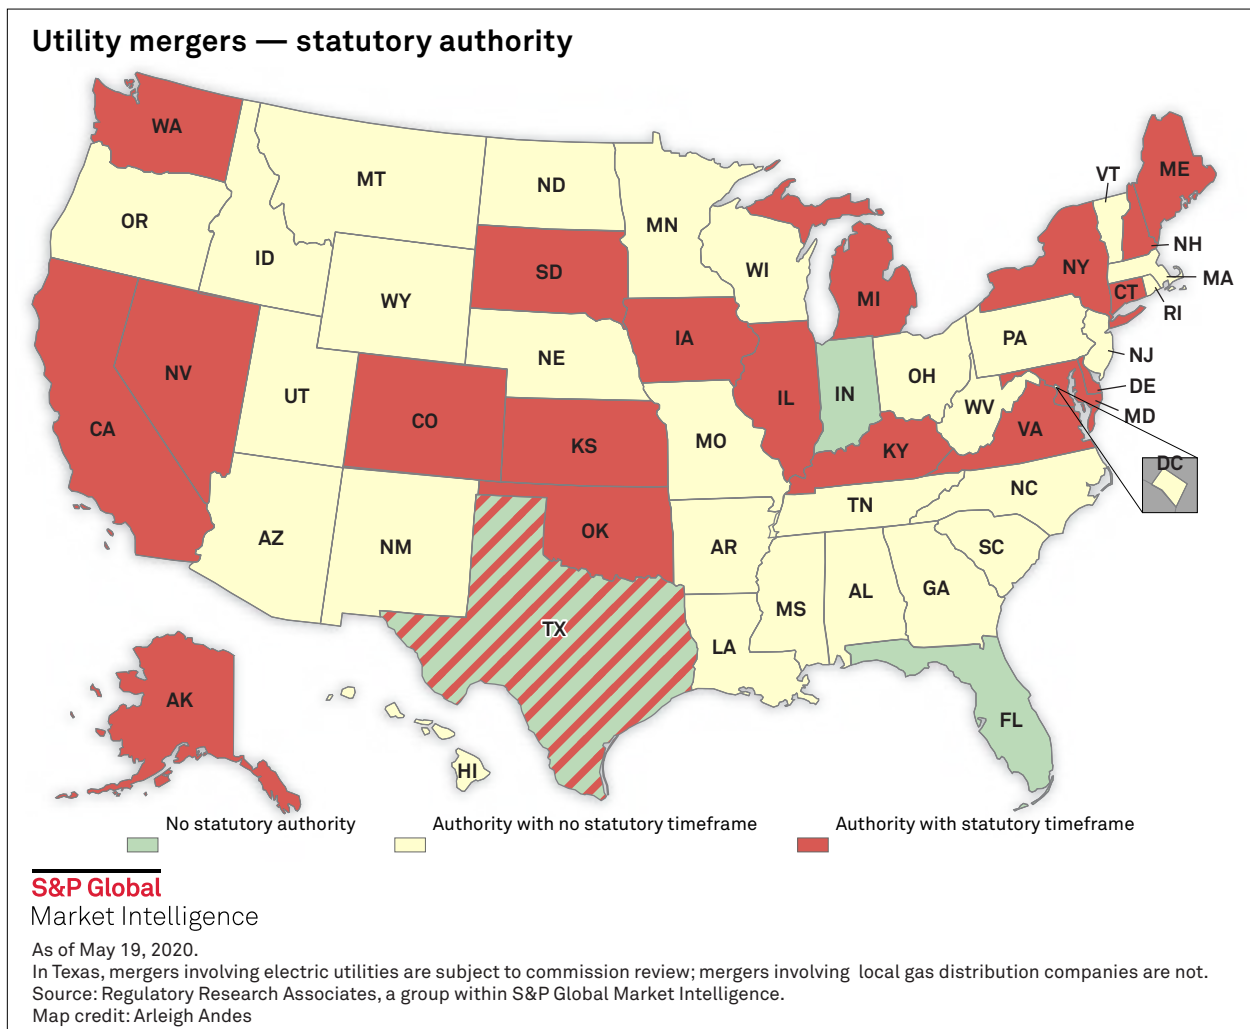 Utility mergers — statutory authority
WA
ME
VT
MT
ND
OR
MN
NH
ID
SD
WI
NY
MA
MI
CT
WY
RI
IA
PA
NE
NJ
NV
OH
UT
IL
IN
DE
CO
WV
MD
CA
VA
MO
KS
KY
DC
NC
TN
OK
AZ
NM
AR
SC
GA
AL
MS
TX
LA
AK
FL
HI
No statutory authority
Authority with no statutory timeframe
Authority with statutory timeframe
S&P Global
Market Intelligence
As of May 19, 2020.
In Texas, mergers involving electric utilities are subject to commission review; mergers involving local gas distribution companies are not.
Source: Regulatory Research Associates, a group within S&P Global Market Intelligence.
Map credit: Arleigh Andes